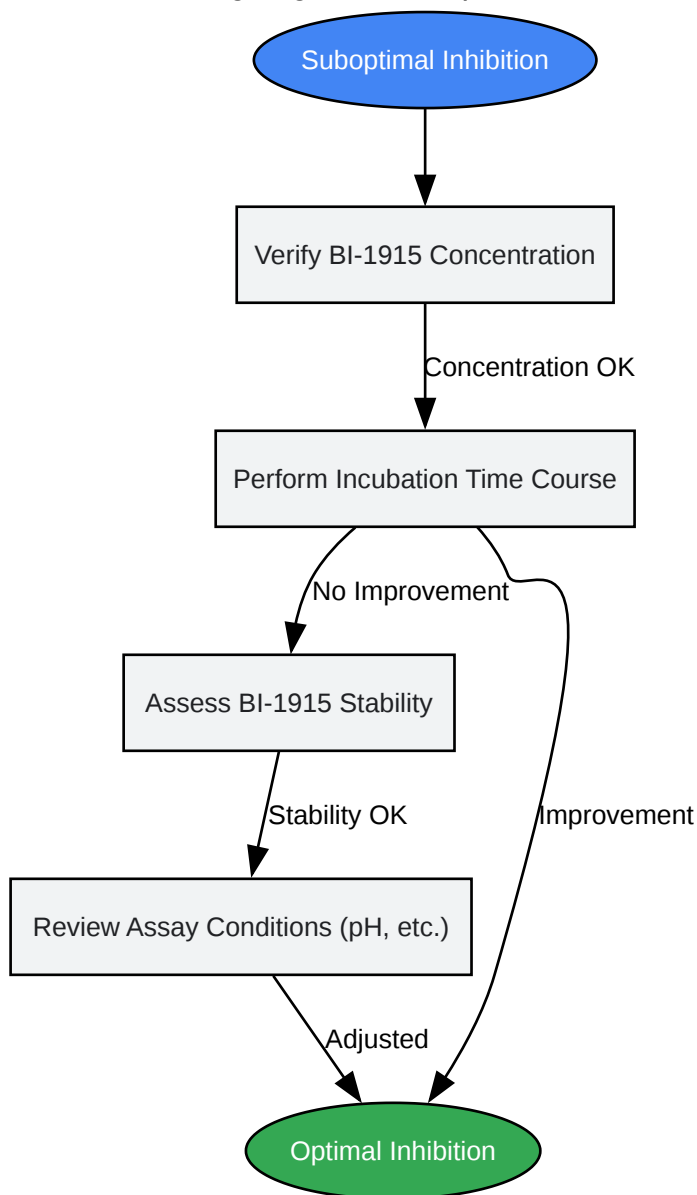 Suboptimal Inhibition
Verify BI-1915 Concentration
Concentration OK
Perform Incubation Time Course
No Improvement
Assess BI-1915 Stability
Stability OK
Improvement
Review Assay Conditions (pH, etc.)
Adjusted
Optimal Inhibition